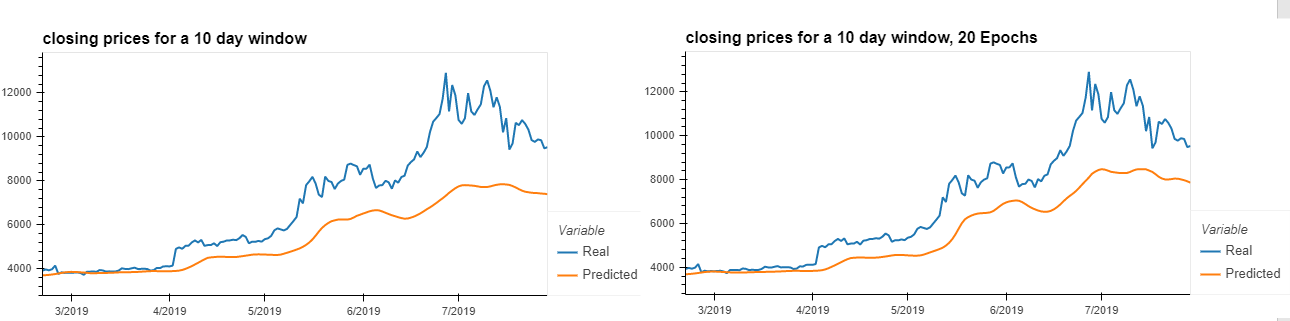 closing prices for a 10 day window
12000
10000
8000
6000
4000
3/2019
4/2019
5/2019
6/2019
7/2019
Variable
Real
Predicted
closing prices for a 10 day window, 20 Epochs
12000
10000
8000
6000
4000
3/2019
4/2019
5/2019
6/2019
7/2019
Variable
Real
Predicted